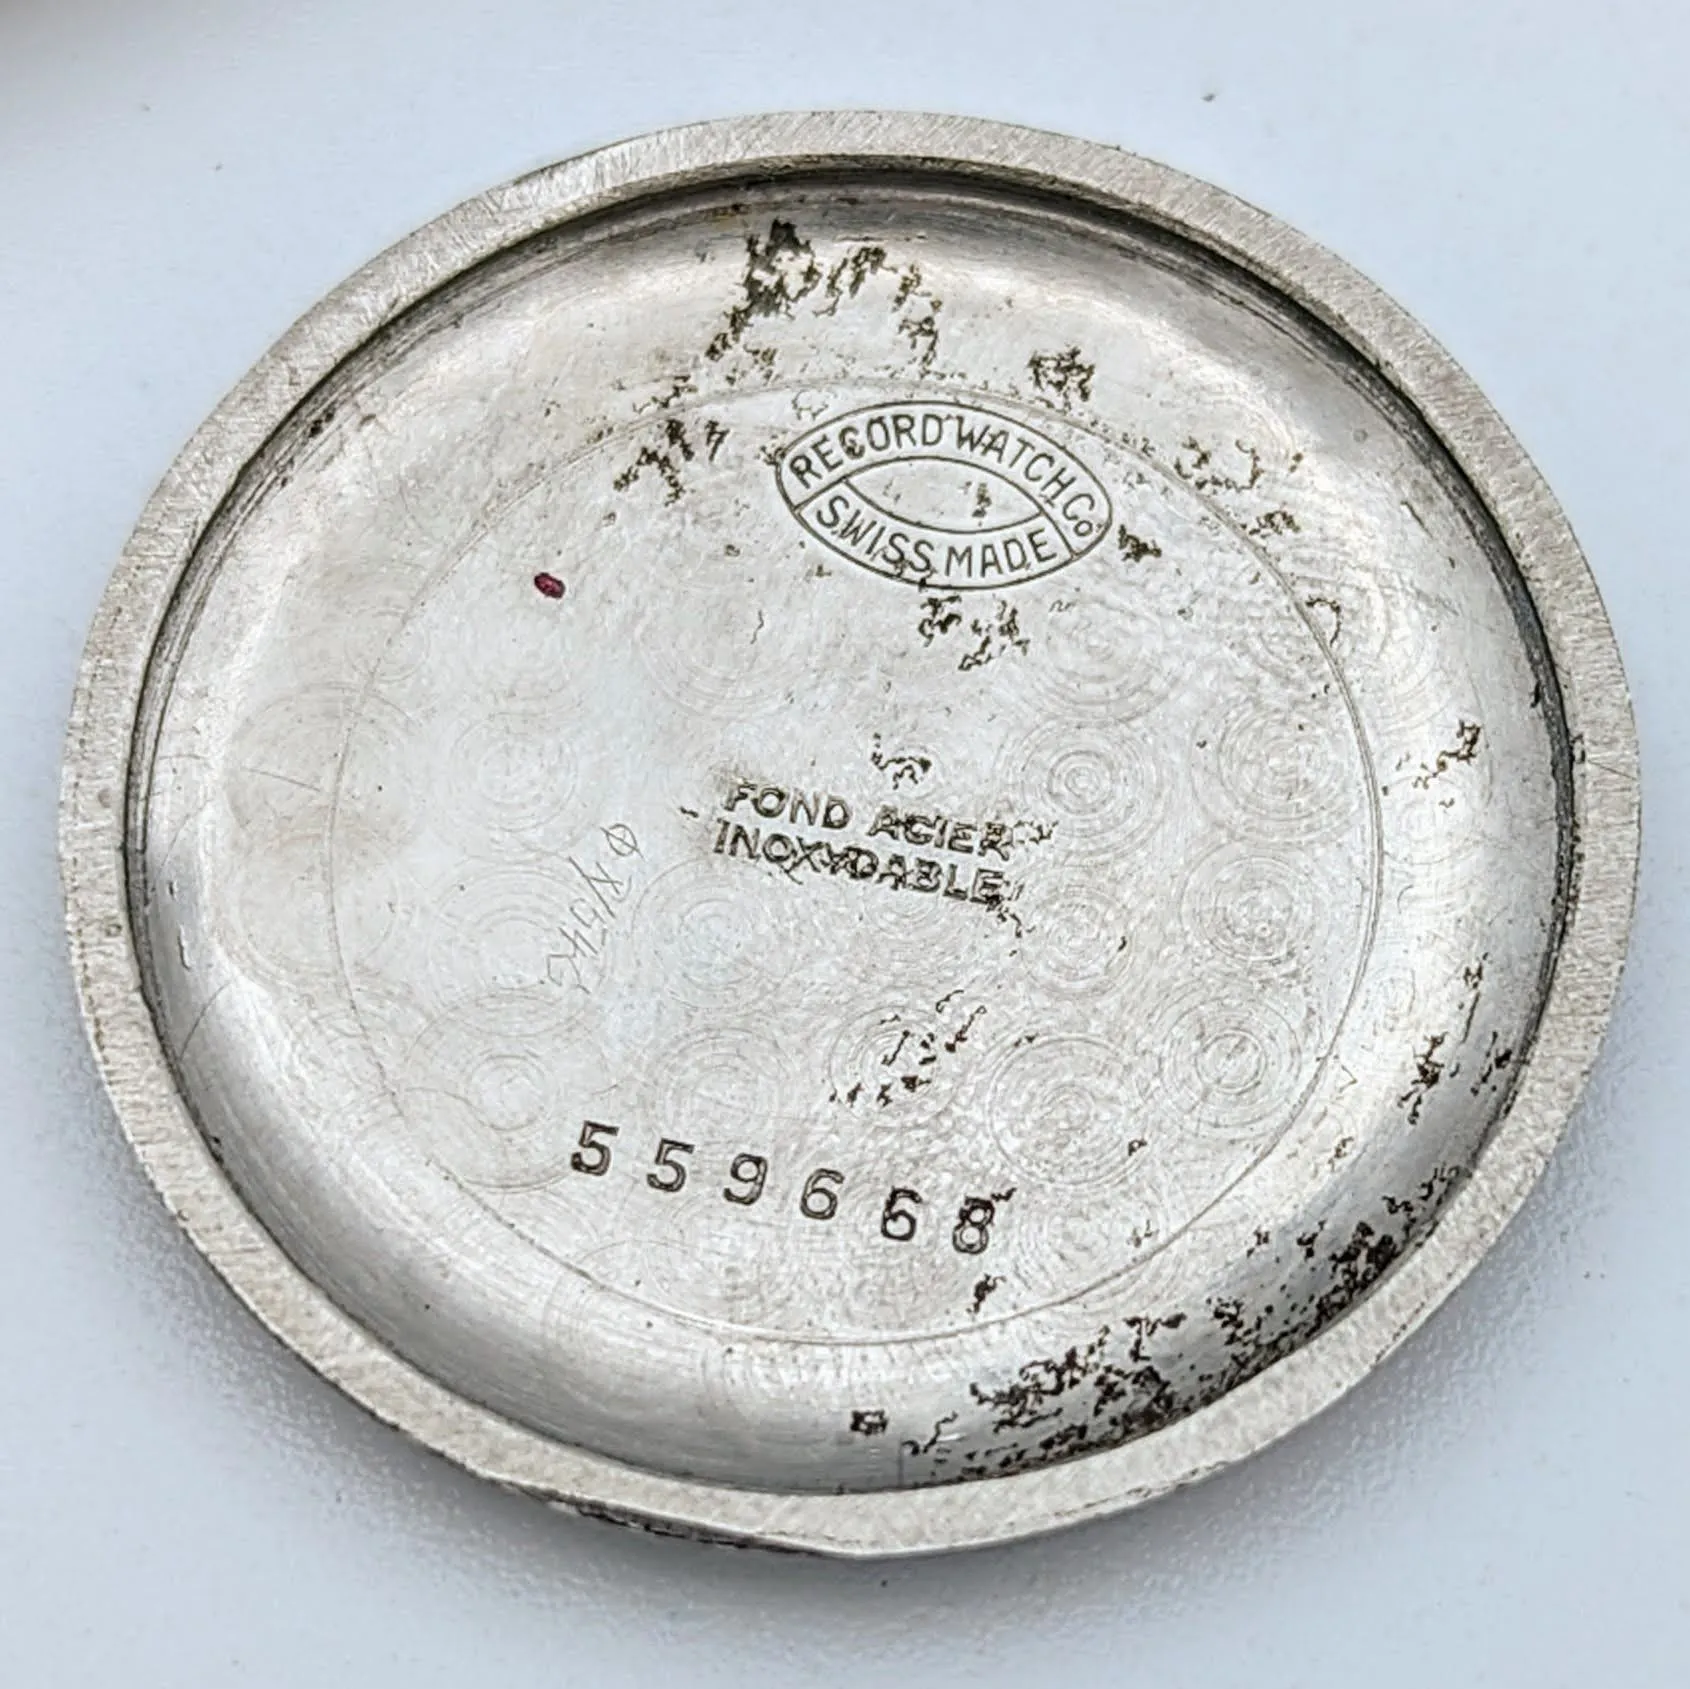 RECORD WATCH Co
SWISS MADE
FOND ACIER
INOXYDABLE
559668